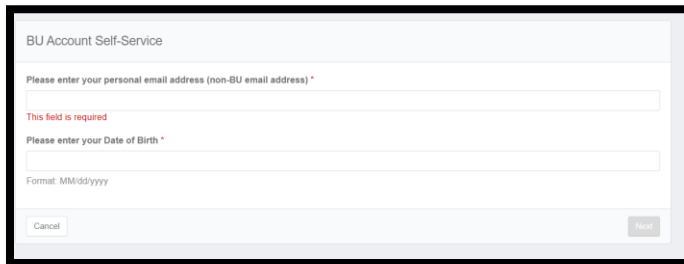 BU Account Self-Service
Please enter your personal email address (non-BU email address) *
This field is required
Please enter your Date of Birth *
Format: MM/dd/yyyy
Cancel
Next